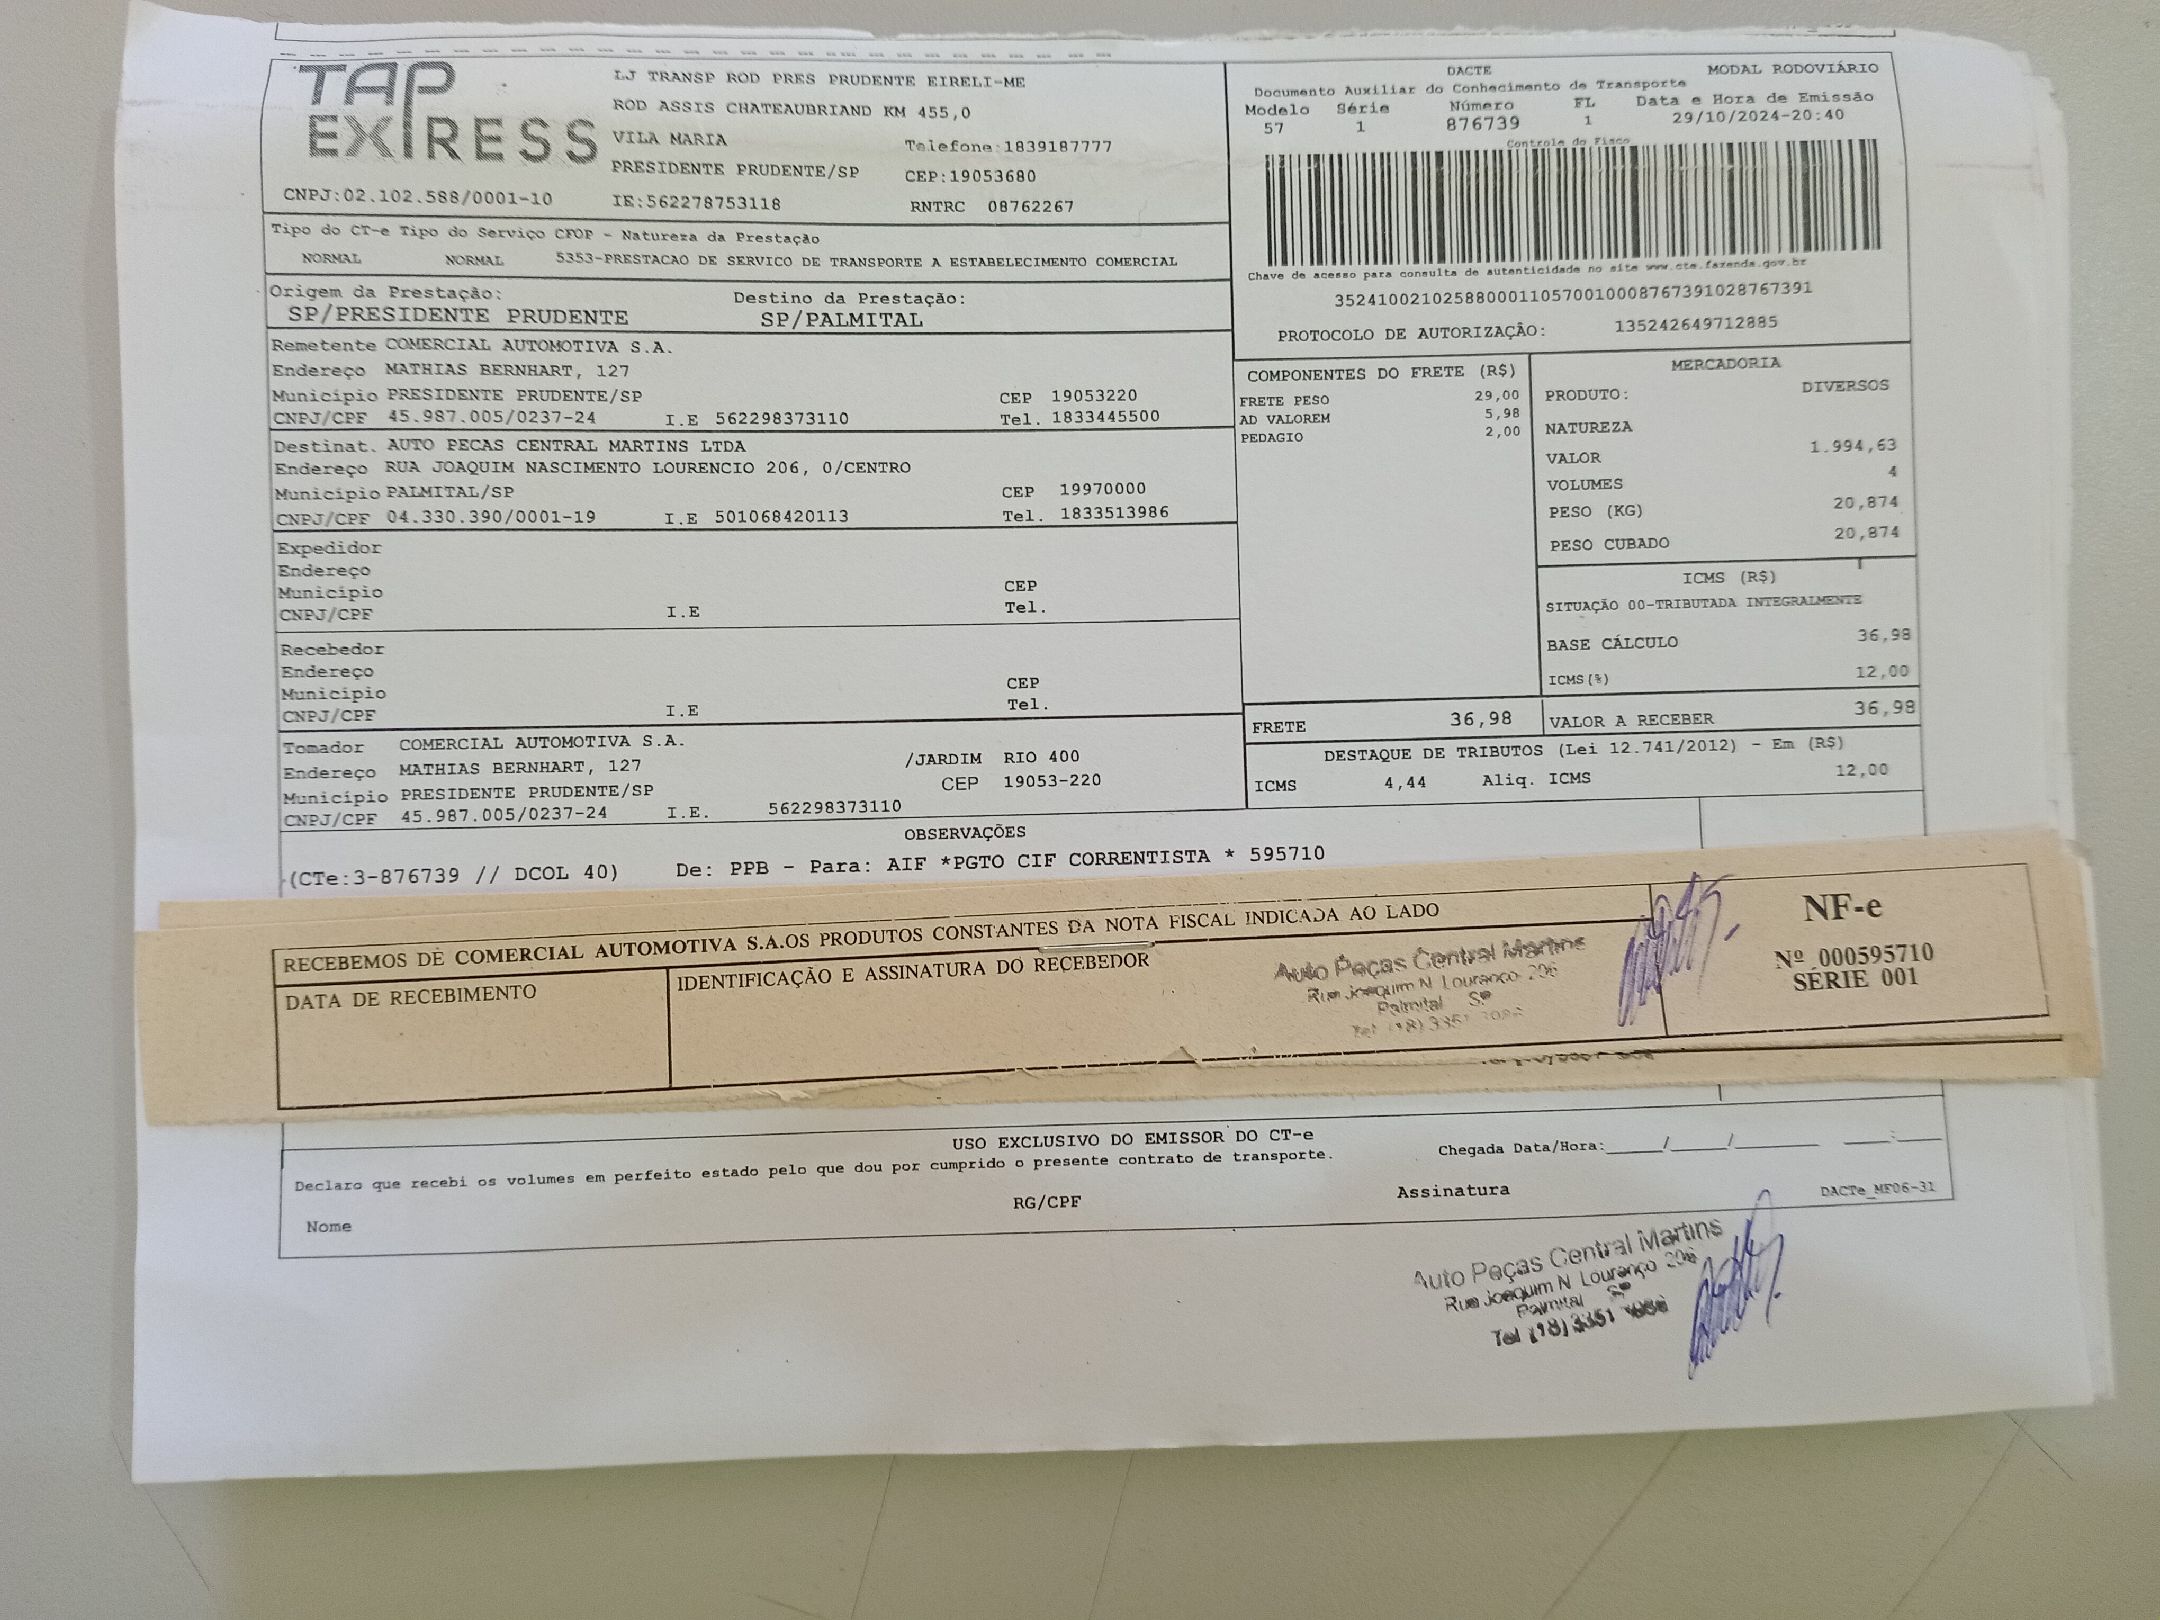 TAP EXPRESS
LJ TRANSP ROD PRES PRUDENTE EIRELI-ME
ROD ASSIS CHATEAUBRIAND KM 455,0
VILA MARIA Telefone:1839187777
PRESIDENTE PRUDENTE/SP CEP:19053680
CNPJ:02.102.588/0001-10 IE:562278753118 RNTRC 08762267
DACTE MODAL RODOVIÁRIO
Documento Auxiliar do Conhecimento de Transporte
Modelo Série Número FL Data e Hora de Emissão
57 1 876739 1 29/10/2024-20:40
Controle do Fisco
Chave de acesso para consulta de autenticidade no site www.cte.fazenda.gov.br
35241002102588000110570010008767391028767391
PROTOCOLO DE AUTORIZAÇÃO: 135242649712885
Tipo do CT-e Tipo do Serviço CFOP - Natureza da Prestação
NORMAL NORMAL 5353-PRESTACAO DE SERVICO DE TRANSPORTE A ESTABELECIMENTO COMERCIAL
Origem da Prestação: Destino da Prestação:
SP/PRESIDENTE PRUDENTE SP/PALMITAL
Remetente COMERCIAL AUTOMOTIVA S.A.
Endereço MATHIAS BERNHART, 127
Município PRESIDENTE PRUDENTE/SP CEP 19053220
CNPJ/CPF 45.987.005/0237-24 I.E 562298373110 Tel. 1833445500
Destinat. AUTO PECAS CENTRAL MARTINS LTDA
Endereço RUA JOAQUIM NASCIMENTO LOURENCIO 206, 0/CENTRO
Município PALMITAL/SP CEP 19970000
CNPJ/CPF 04.330.390/0001-19 I.E 501068420113 Tel. 1833513986
Expedidor
Endereço
Município CEP
CNPJ/CPF I.E Tel.
Recebedor
Endereço
Município CEP
CNPJ/CPF I.E Tel.
Tomador COMERCIAL AUTOMOTIVA S.A.
Endereço MATHIAS BERNHART, 127 /JARDIM RIO 400
Município PRESIDENTE PRUDENTE/SP CEP 19053-220
CNPJ/CPF 45.987.005/0237-24 I.E. 562298373110
COMPONENTES DO FRETE (R$)
FRETE PESO 29,00
AD VALOREM 5,98
PEDAGIO 2,00
MERCADORIA
PRODUTO: DIVERSOS
NATUREZA
VALOR 1.994,63
VOLUMES 4
PESO (KG) 20,874
PESO CUBADO 20,874
ICMS (R$)
SITUAÇÃO 00-TRIBUTADA INTEGRALMENTE
BASE CÁLCULO 36,98
ICMS(%) 12,00
FRETE 36,98 VALOR A RECEBER 36,98
DESTAQUE DE TRIBUTOS (Lei 12.741/2012) - Em (R$)
ICMS 4,44 Aliq. ICMS 12,00
OBSERVAÇÕES
(CTe:3-876739 // DCOL 40) De: PPB - Para: AIF *PGTO CIF CORRENTISTA * 595710
RECEBEMOS DE COMERCIAL AUTOMOTIVA S.A.OS PRODUTOS CONSTANTES DA NOTA FISCAL INDICADA AO LADO
DATA DE RECEBIMENTO IDENTIFICAÇÃO E ASSINATURA DO RECEBEDOR
Auto Peças Central Martins
Rua Joaquim N Lourenço 206
Palmital SP
Tel (18) 3351
NF-e
Nº 000595710
SÉRIE 001
USO EXCLUSIVO DO EMISSOR DO CT-e
Declaro que recebi os volumes em perfeito estado pelo que dou por cumprido o presente contrato de transporte. Chegada Data/Hora:_____/_____/_______ ____:____
Nome RG/CPF Assinatura DACTe_MF06-31
Auto Peças Central Martins
Rua Joaquim N Lourenço 206
Palmital SP
Tel (18) 3351